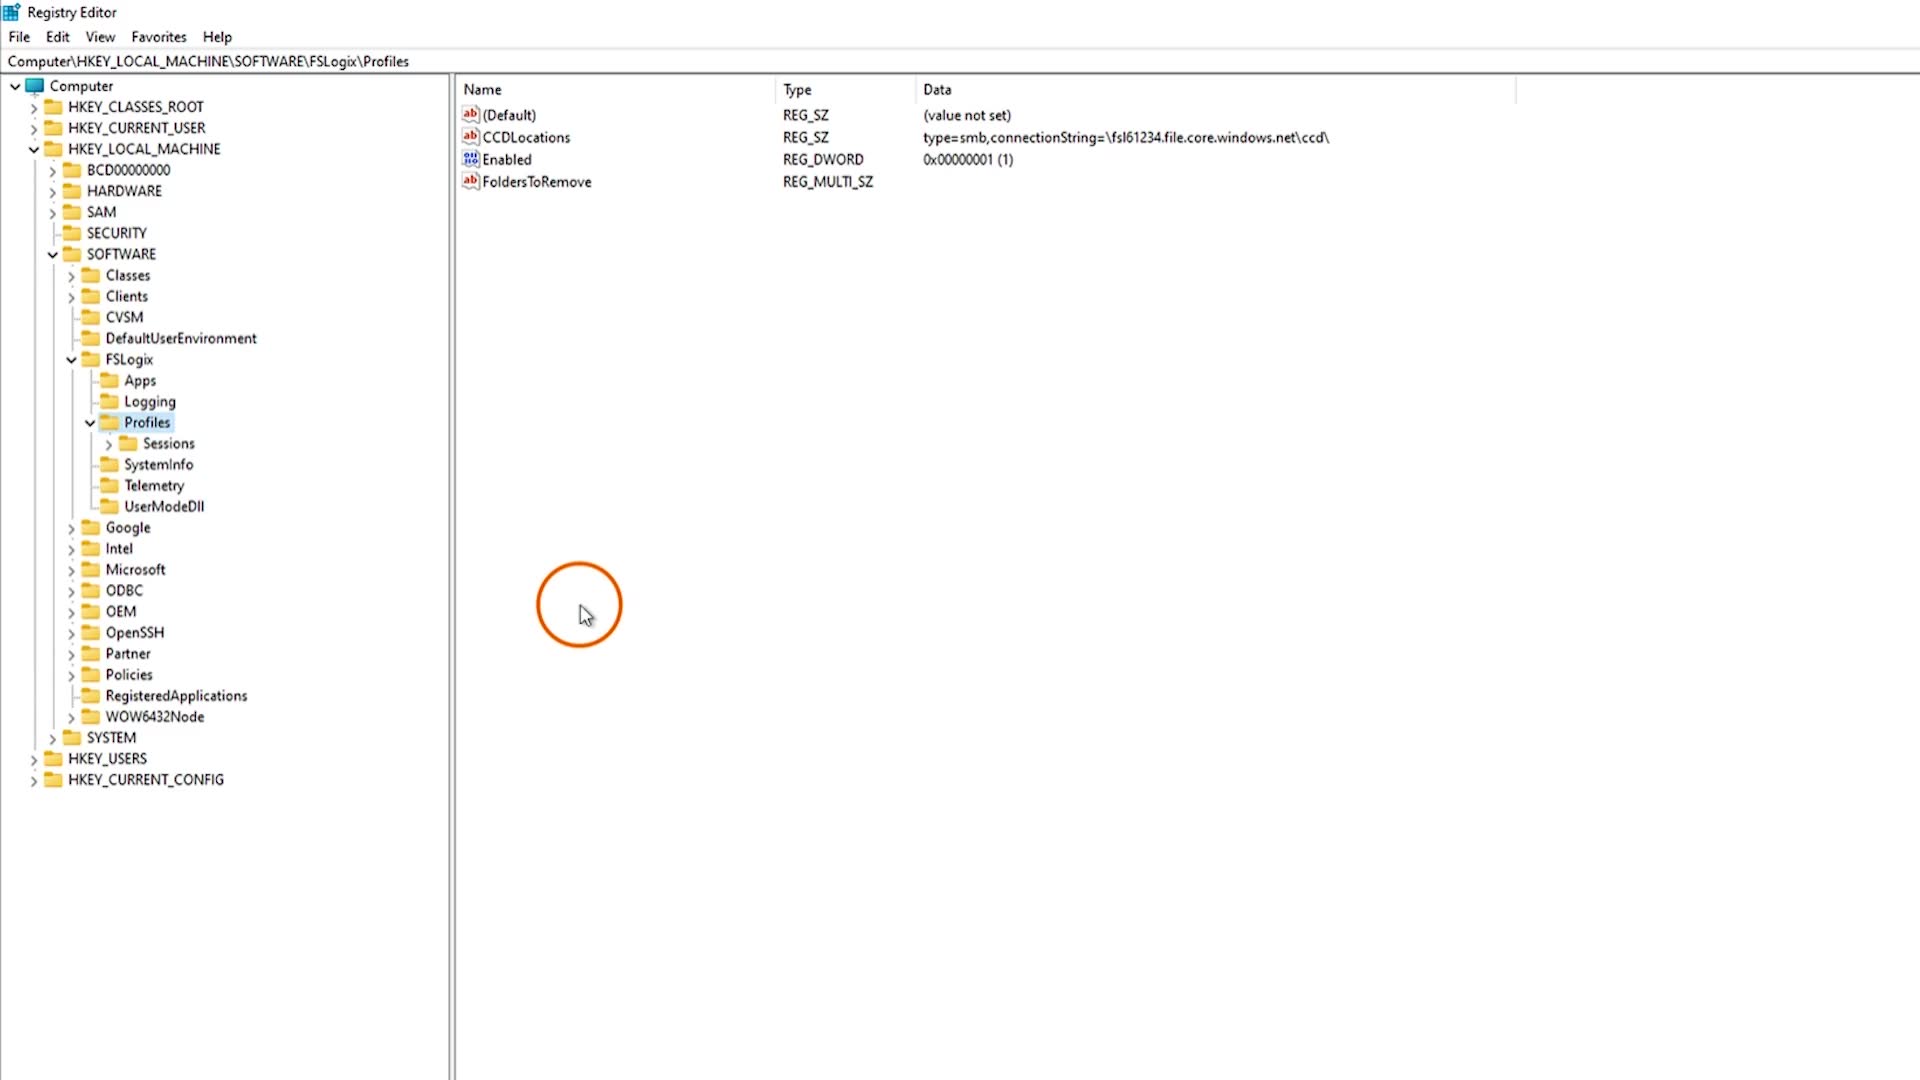 Registry Editor
File Edit View Favorites Help
Computer\HKEY_LOCAL_MACHINE\SOFTWARE\FSLogix\Profiles
Computer
HKEY_CLASSES_ROOT
HKEY_CURRENT_USER
HKEY_LOCAL_MACHINE
BCD00000000
HARDWARE
SAM
SECURITY
SOFTWARE
Classes
Clients
CVSM
DefaultUserEnvironment
FSLogix
Apps
Logging
Profiles
Sessions
SystemInfo
Telemetry
UserModeDll
Google
Intel
Microsoft
ODBC
OEM
OpenSSH
Partner
Policies
RegisteredApplications
WOW6432Node
SYSTEM
HKEY_USERS
HKEY_CURRENT_CONFIG
Name Type Data
(Default) REG_SZ (value not set)
CCDLocations REG_SZ type=smb,connectionString=\fsl61234.file.core.windows.net\ccd\
Enabled REG_DWORD 0x00000001 (1)
FoldersToRemove REG_MULTI_SZ